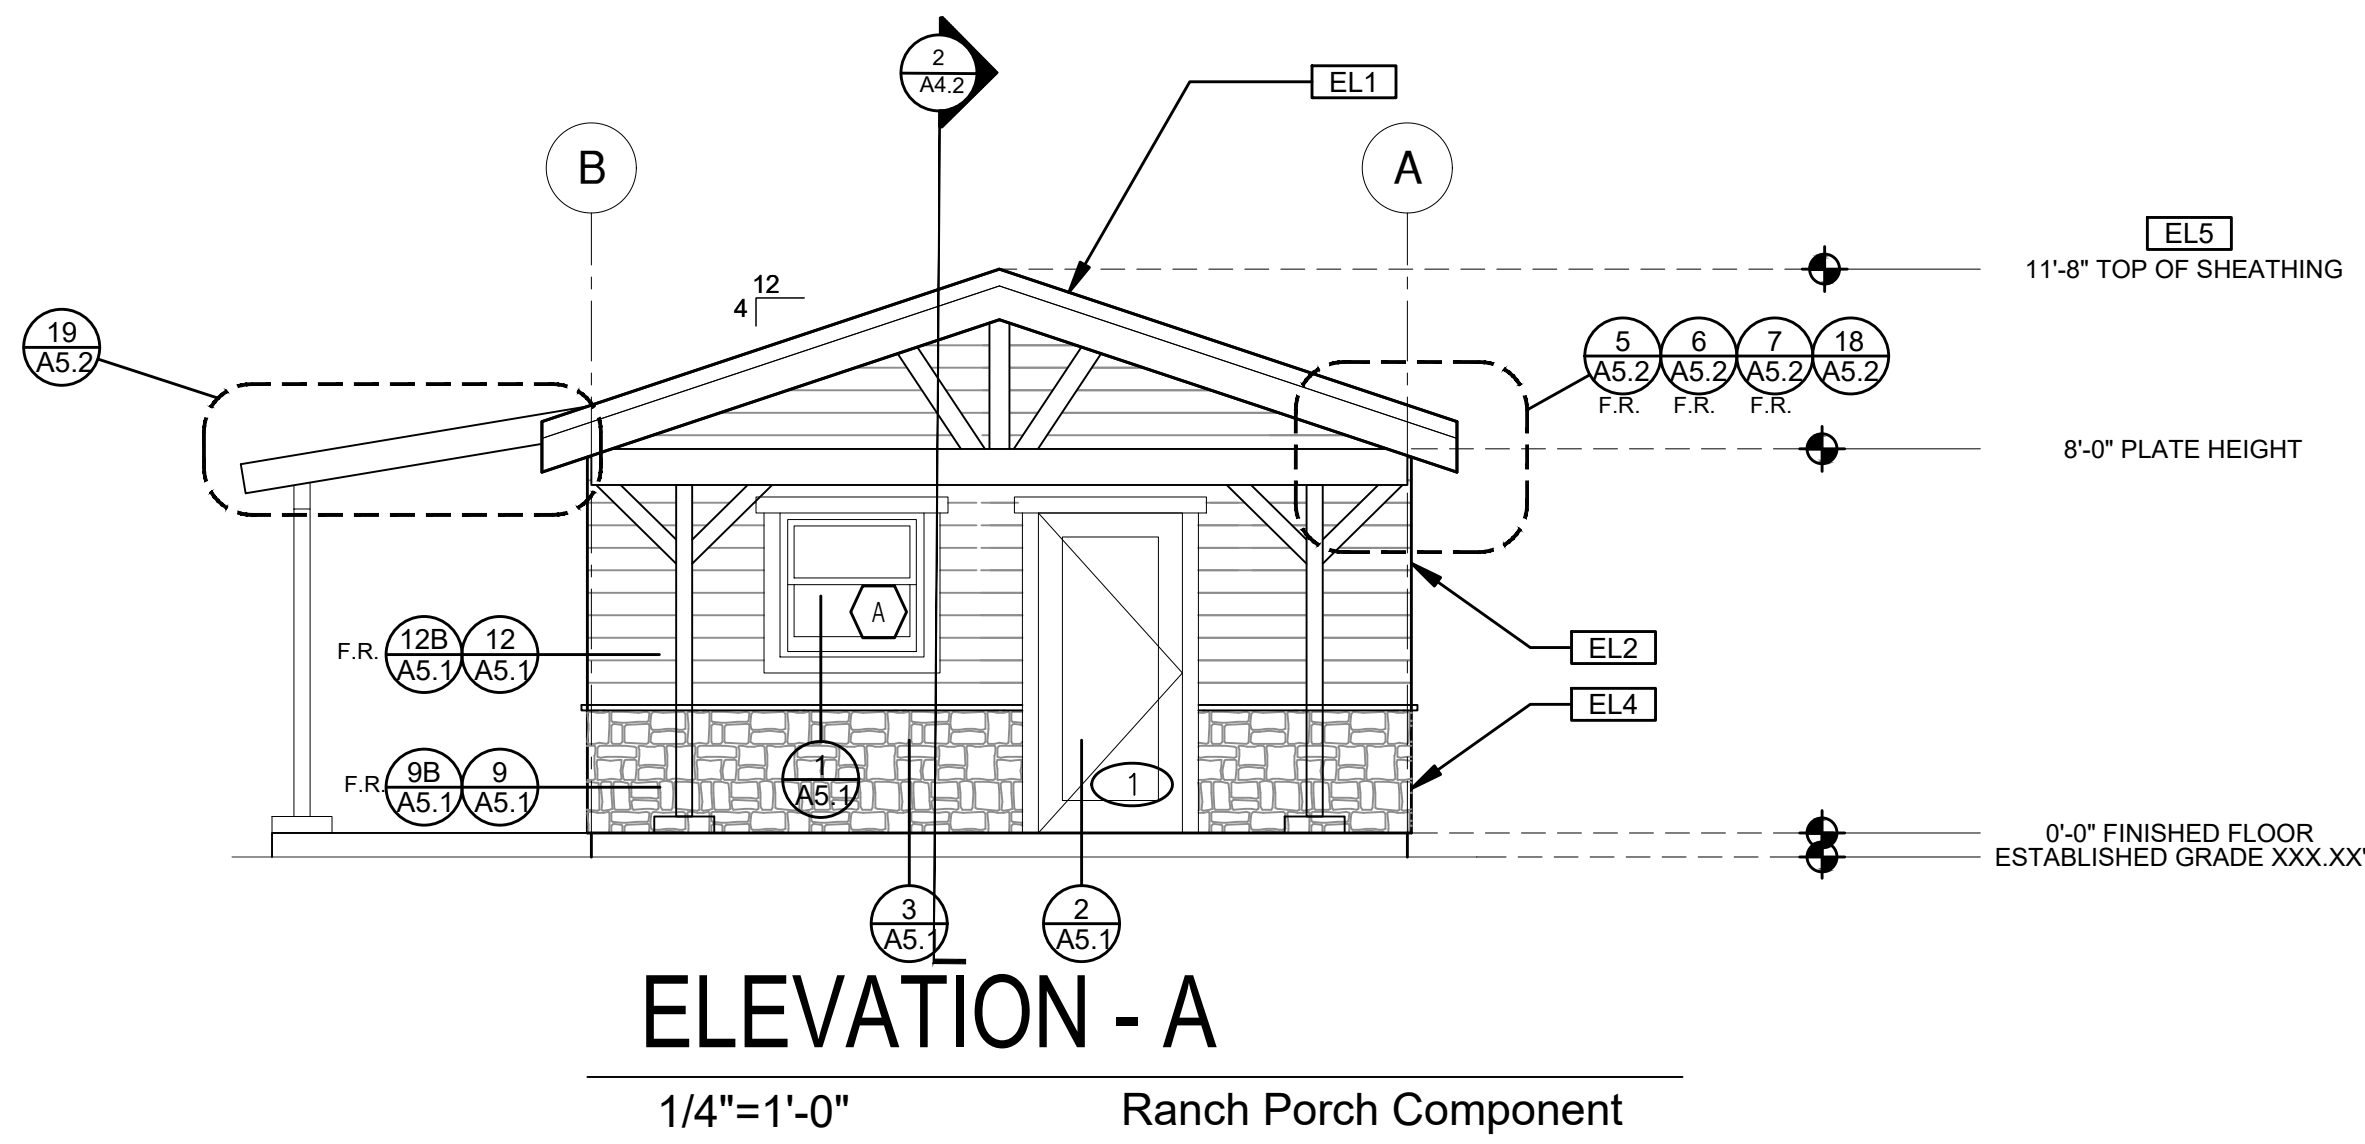 2
A4.2
EL1
B
A
EL5
11'-8" TOP OF SHEATHING
12
4
19
A5.2
5 6 7 18
A5.2 A5.2 A5.2 A5.2
F.R. F.R. F.R.
8'-0" PLATE HEIGHT
A
F.R. 12B 12
A5.1 A5.1
EL2
EL4
F.R. 9B 9
A5.1 A5.1
1
A5.1
1
0'-0" FINISHED FLOOR
ESTABLISHED GRADE XXX.XX'
3
A5.1
2
A5.1
ELEVATION - A
1/4"=1'-0" Ranch Porch Component